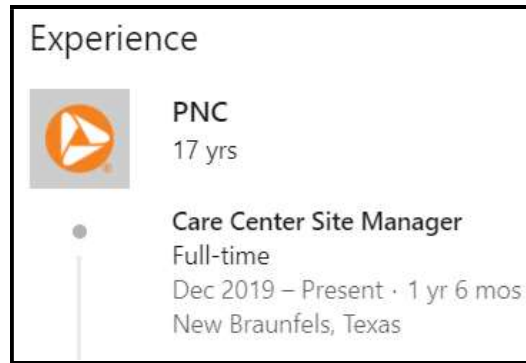 Experience
PNC
17 yrs
Care Center Site Manager
Full-time
Dec 2019 – Present · 1 yr 6 mos
New Braunfels, Texas